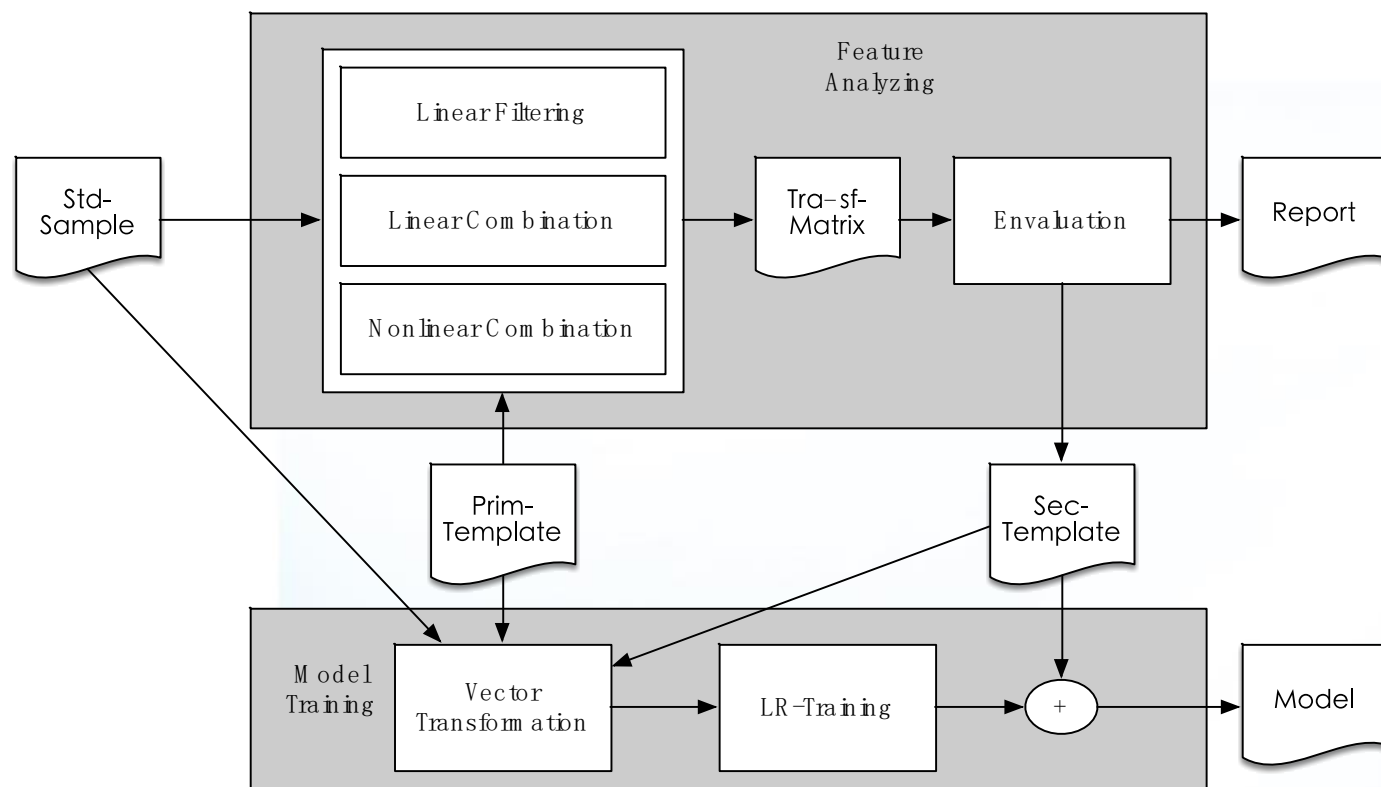 Feature
Analyzing
Linear Filtering
Linear Combination
Nonlinear Combination
Std-
Sample
Tra-sf-
Matrix
Envaluation
Report
Prim-
Template
Sec-
Template
Model
Training
Vector
Transformation
LR-Training
+
Model